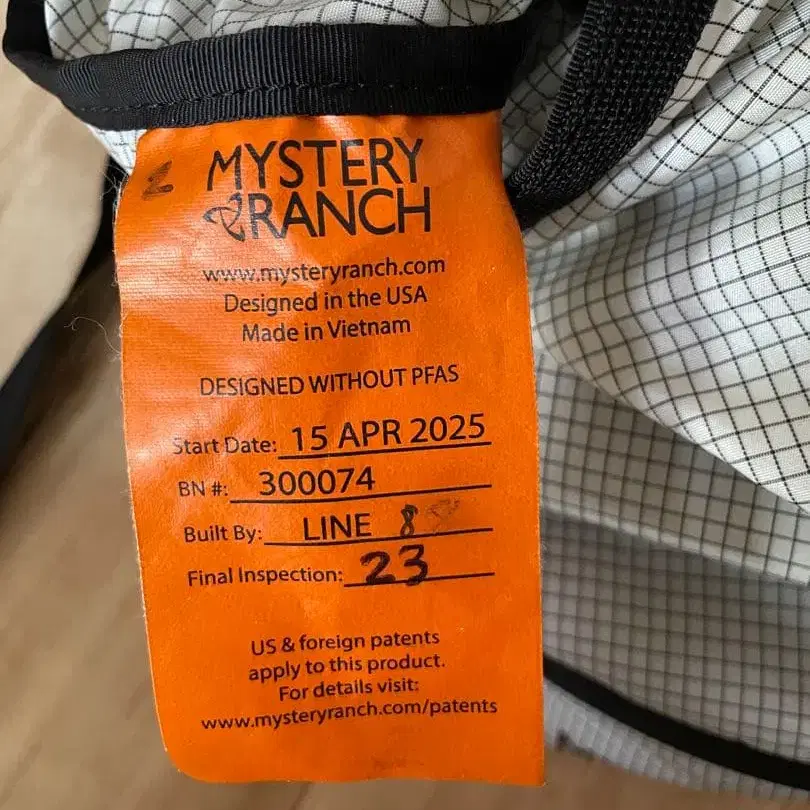 MYSTERY
RANCH
www.mysteryranch.com
Designed in the USA
Made in Vietnam
DESIGNED WITHOUT PFAS
Start Date: 15 APR 2025
BN #: 300074
Built By: LINE 8
Final Inspection: 23
US & foreign patents
apply to this product.
For details visit:
www.mysteryranch.com/patents